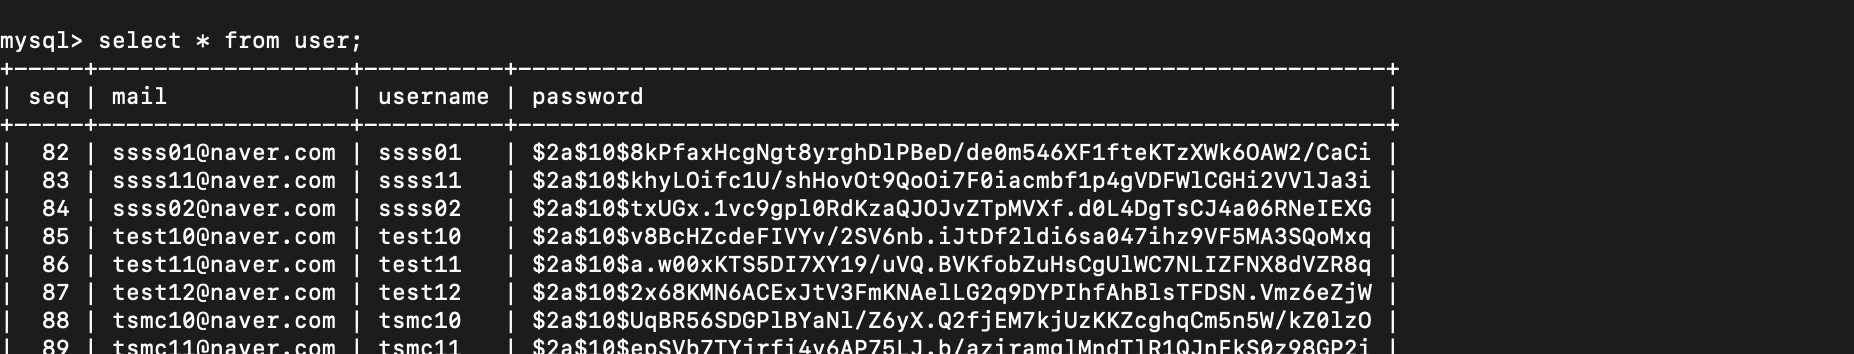 mysql> select * from user;
+-----+------------------+----------+--------------------------------------------------------------+
| seq | mail             | username | password                                                     |
+-----+------------------+----------+--------------------------------------------------------------+
|  82 | ssss01@naver.com | ssss01   | $2a$10$8kPfaxHcgNgt8yrghDlPBeD/de0m546XF1fteKTzXWk6OAW2/CaCi |
|  83 | ssss11@naver.com | ssss11   | $2a$10$khyLOifc1U/shHovOt9QoOi7F0iacmbf1p4gVDFWlCGHi2VVlJa3i |
|  84 | ssss02@naver.com | ssss02   | $2a$10$txUGx.1vc9gpl0RdKzaQJOJvZTpMVXf.d0L4DgTsCJ4a06RNeIEXG |
|  85 | test10@naver.com | test10   | $2a$10$v8BcHZcdeFIVYv/2SV6nb.iJtDf2ldi6sa047ihz9VF5MA3SQoMxq |
|  86 | test11@naver.com | test11   | $2a$10$a.w00xKTS5DI7XY19/uVQ.BVKfobZuHsCgUlWC7NLIZFNX8dVZR8q |
|  87 | test12@naver.com | test12   | $2a$10$2x68KMN6ACExJtV3FmKNAelLG2q9DYPIhfAhBlsTFDSN.Vmz6eZjW |
|  88 | tsmc10@naver.com | tsmc10   | $2a$10$UqBR56SDGPlBYaNl/Z6yX.Q2fjEM7kjUzKKZcghqCm5n5W/kZ0lzO |
|  89 | tsmc11@naver.com | tsmc11   |